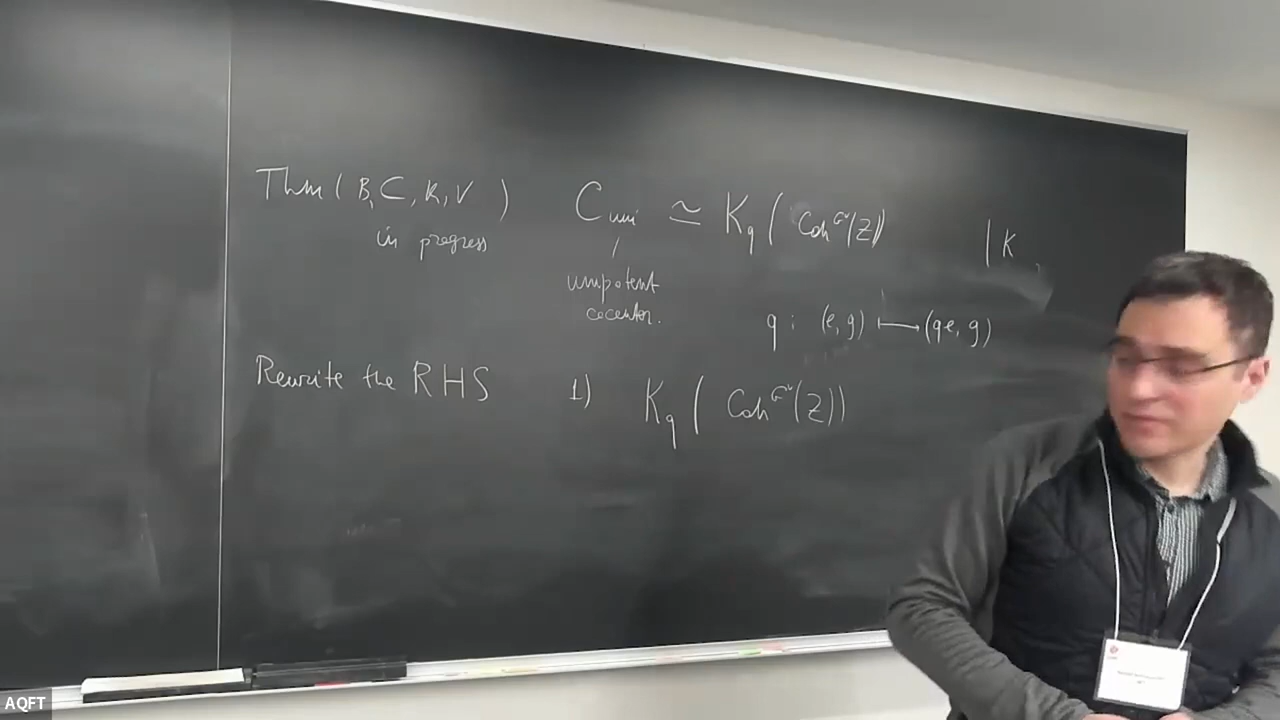 Thm ( B, C, K, V ) C_uni ≃ K_q ( Coh^{G^v}(Z)) | K
in progress
unipotent
cocenter.
q : (e, g) ⟼ (qe, g)
Rewrite the RHS 1) K_q ( Coh^{G^v}(Z))
AQFT